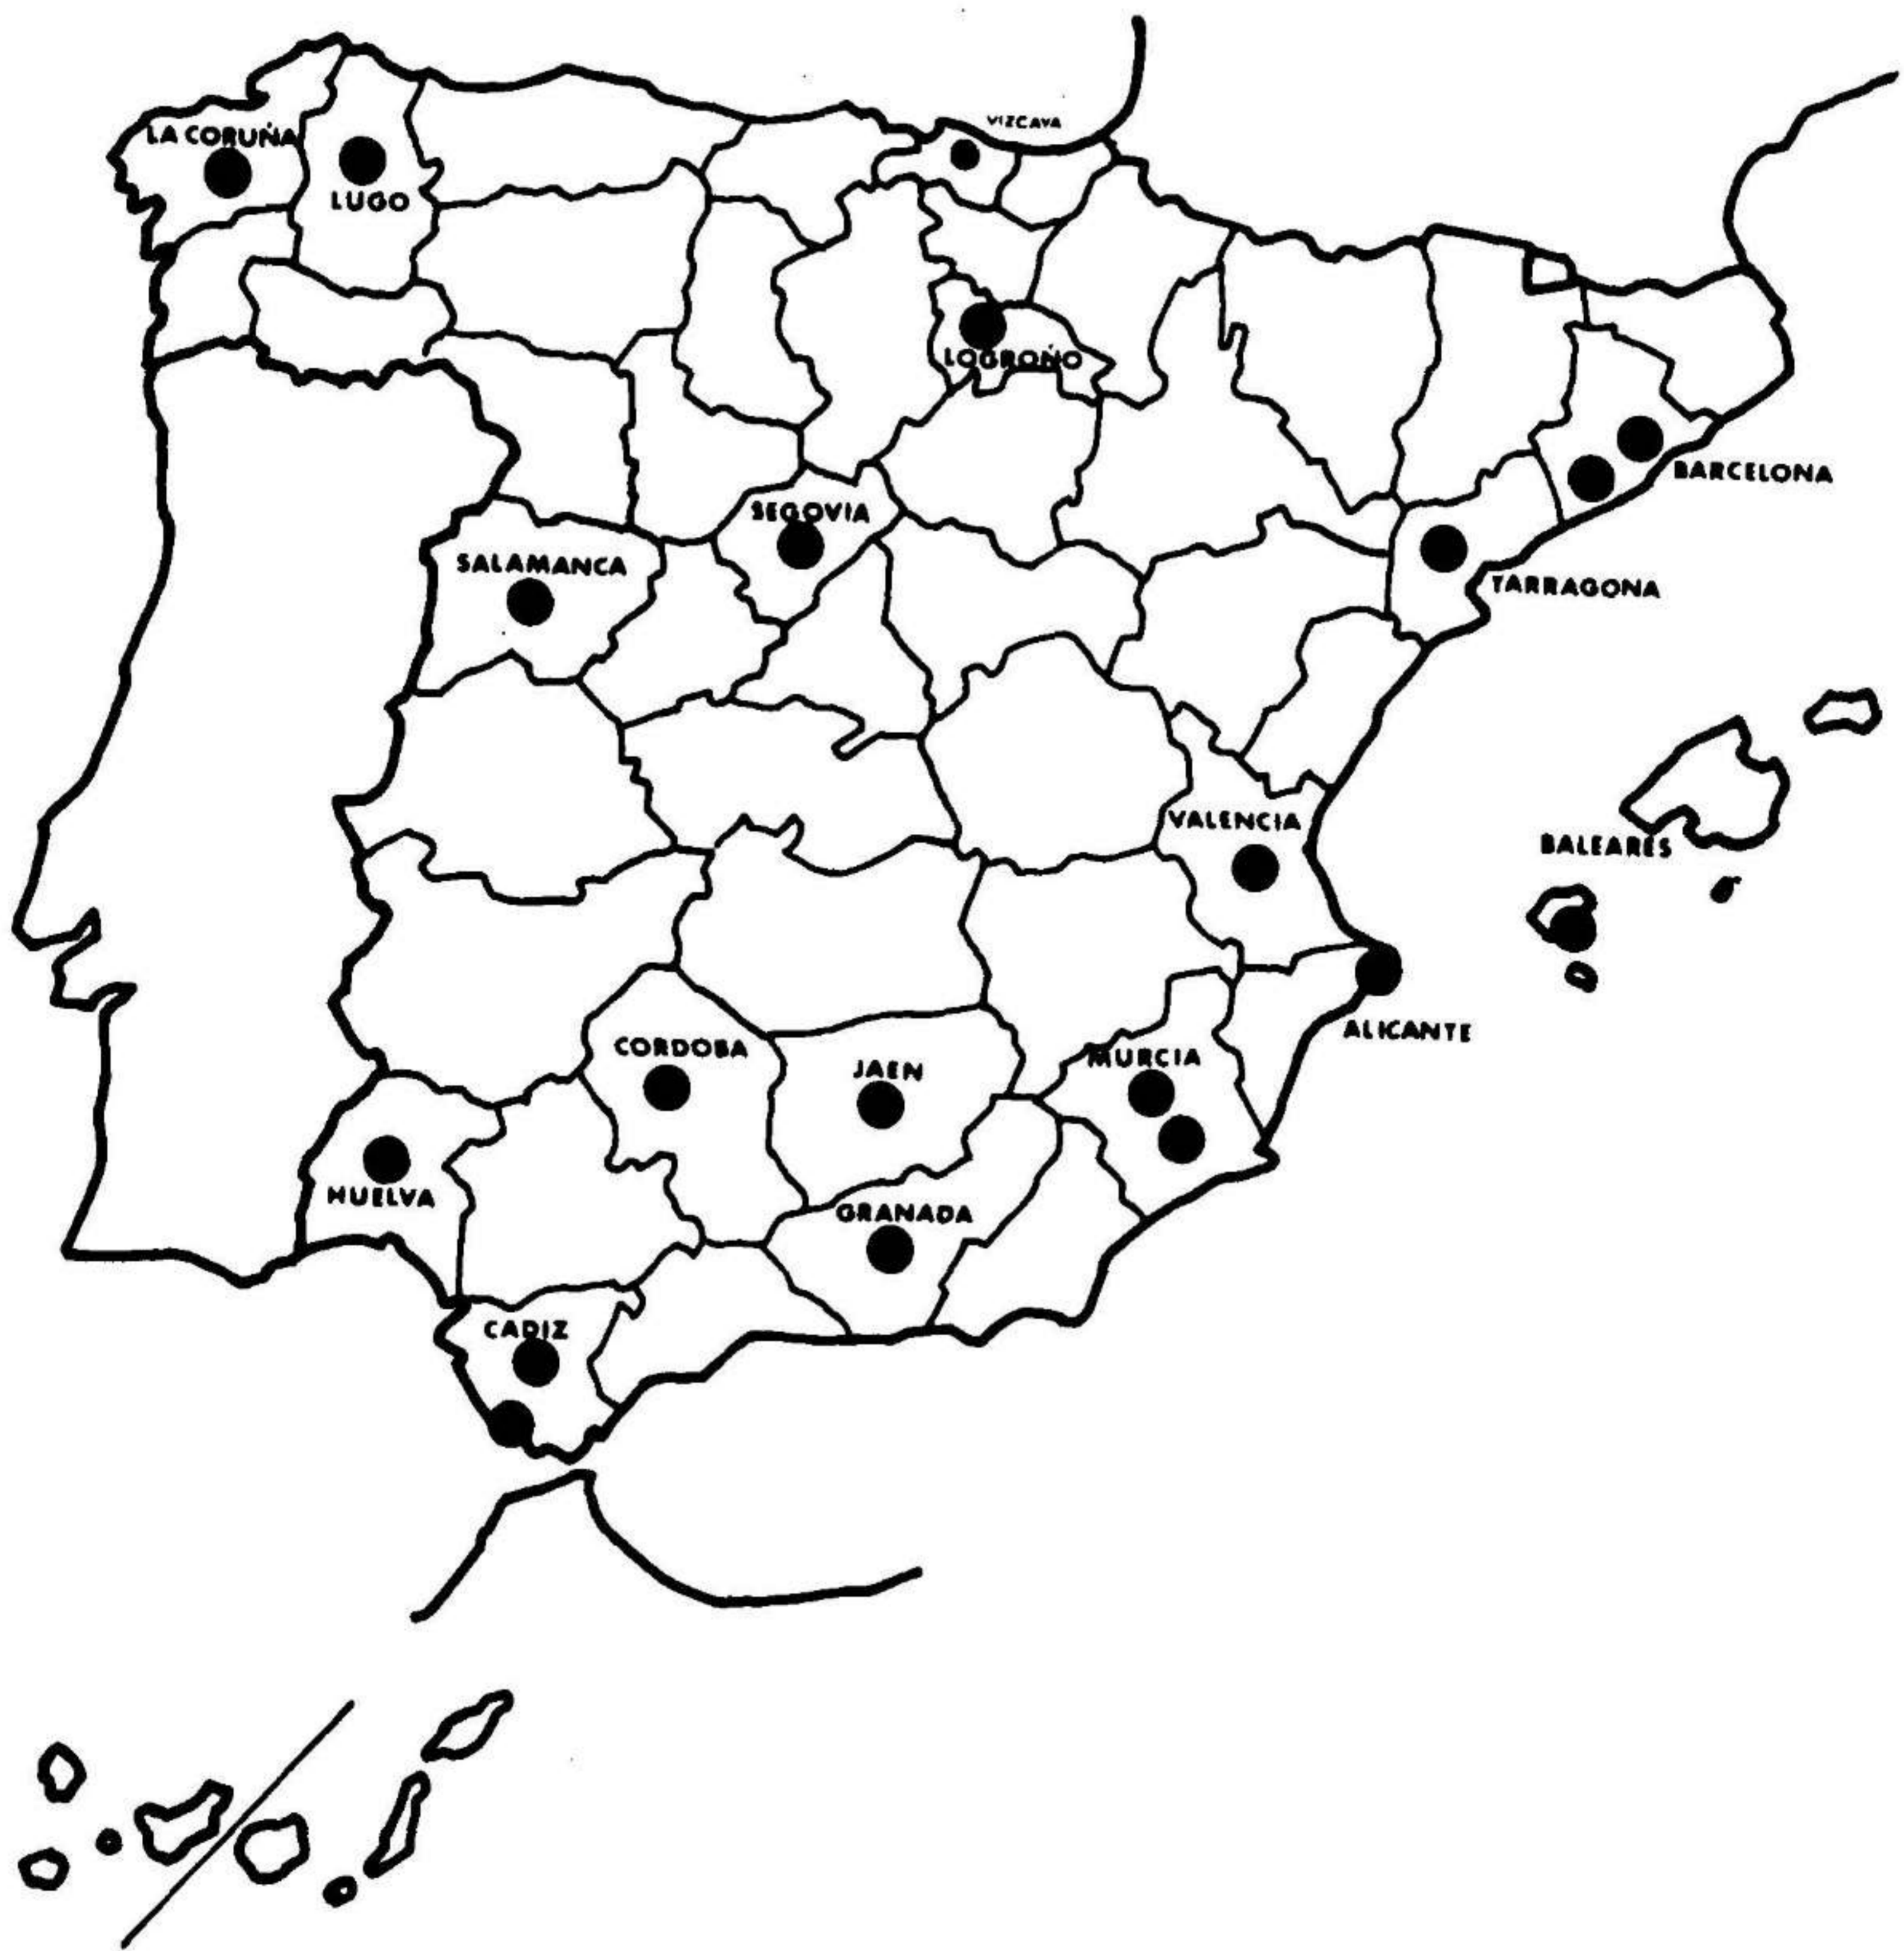 VIZCAYA
LA CORUÑA
LUGO
LOGROÑO
BARCELONA
SEGOVIA
SALAMANCA
TARRAGONA
VALENCIA
BALEARES
ALICANTE
CORDOBA
MURCIA
JAEN
HUELVA
GRANADA
CADIZ